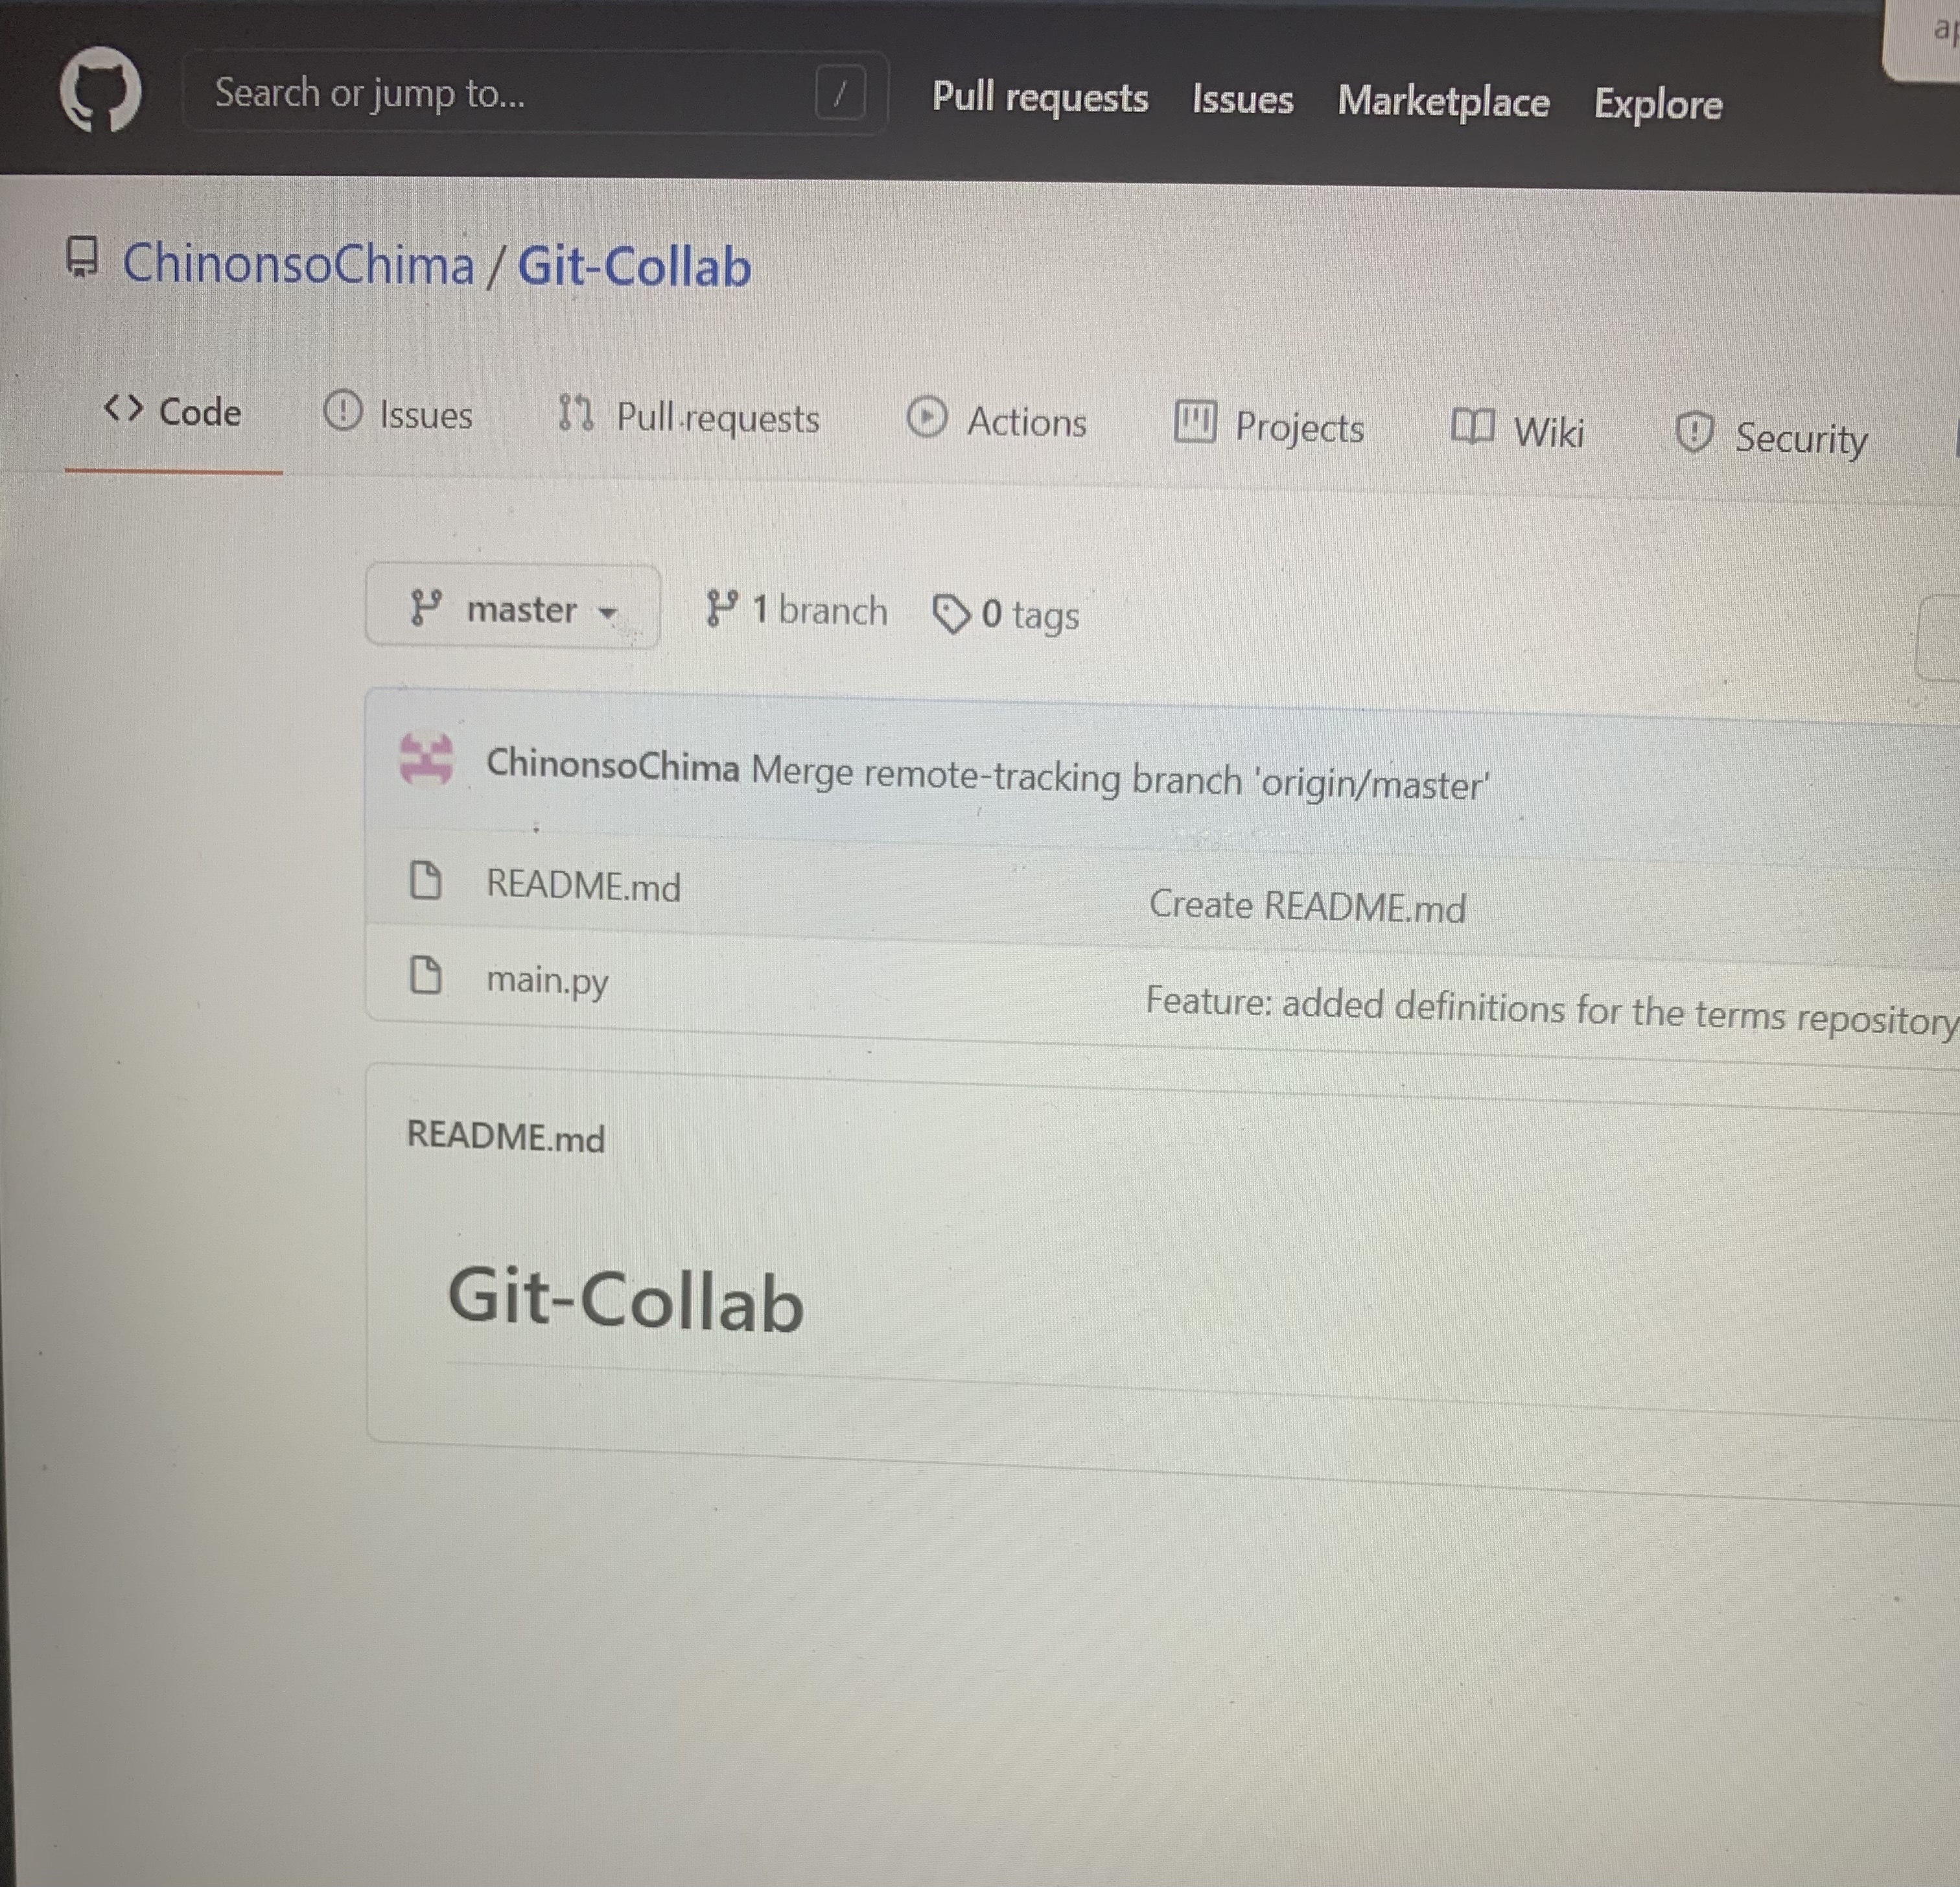 ap
Search or jump to... /
Pull requests Issues Marketplace Explore
ChinonsoChima / Git-Collab
Code Issues Pull requests Actions Projects Wiki Security
master 1 branch 0 tags
ChinonsoChima Merge remote-tracking branch 'origin/master'
README.md Create README.md
main.py Feature: added definitions for the terms repository
README.md
Git-Collab